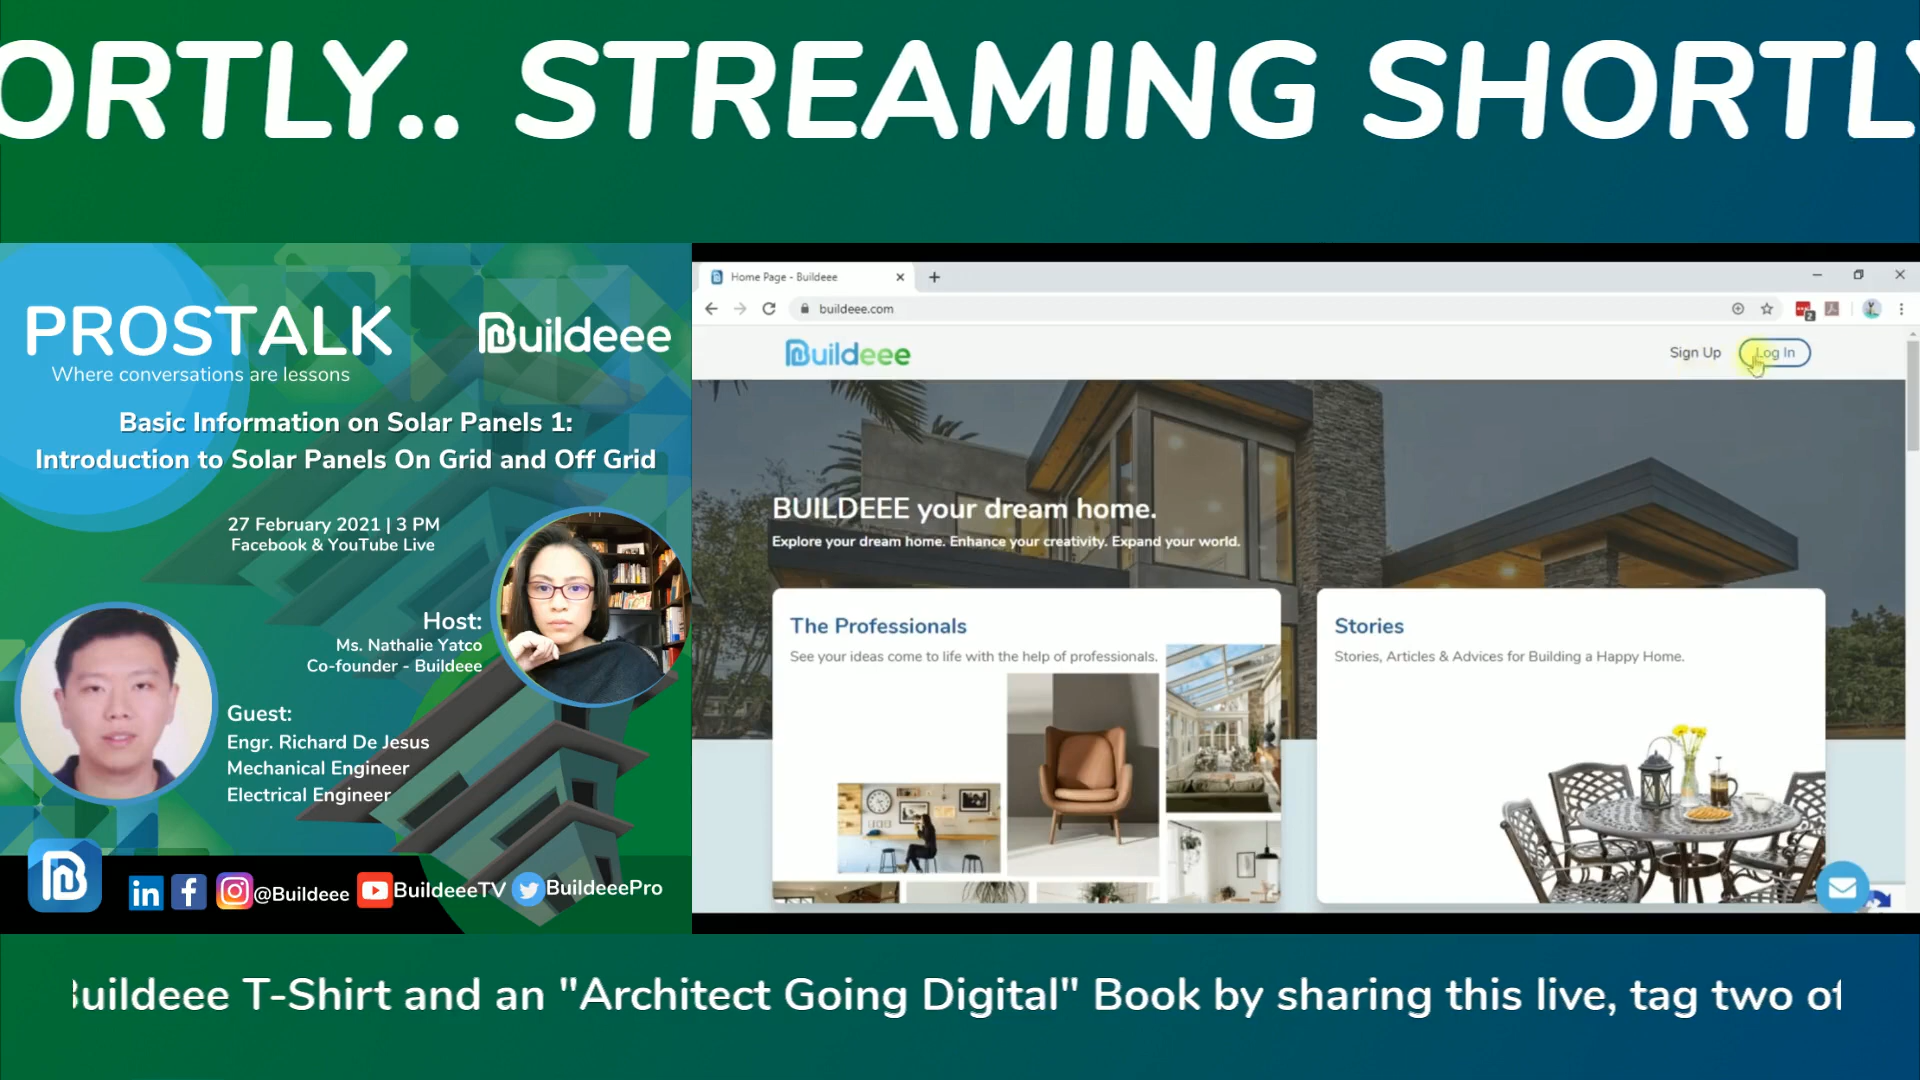 ORTLY.. STREAMING SHORTLY
PROSTALK
Where conversations are lessons
Buildeee
Basic Information on Solar Panels 1:
Introduction to Solar Panels On Grid and Off Grid
27 February 2021 | 3 PM
Facebook & YouTube Live
Host:
Ms. Nathalie Yatco
Co-founder - Buildeee
Guest:
Engr. Richard De Jesus
Mechanical Engineer
Electrical Engineer
in f @Buildeee BuildeeeTV BuildeeePro
Home Page - Buildeee
buildeee.com
2
Buildeee
Sign Up
Log In
BUILDEEE your dream home.
Explore your dream home. Enhance your creativity. Expand your world.
The Professionals
See your ideas come to life with the help of professionals.
Stories
Stories, Articles & Advices for Building a Happy Home.
Buildeee T-Shirt and an "Architect Going Digital" Book by sharing this live, tag two of